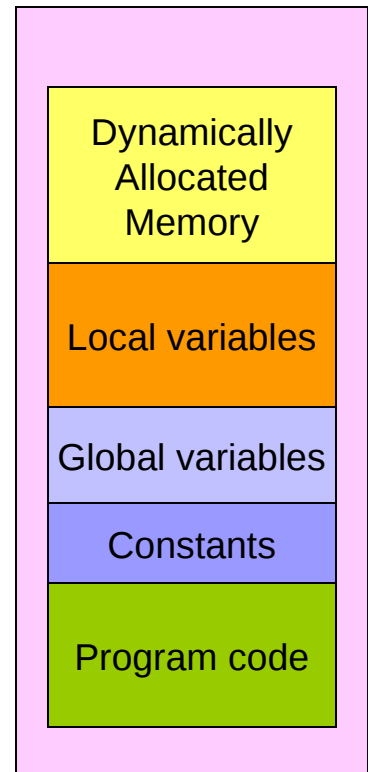 Dynamically
Allocated
Memory
Local variables
Global variables
Constants
Program code